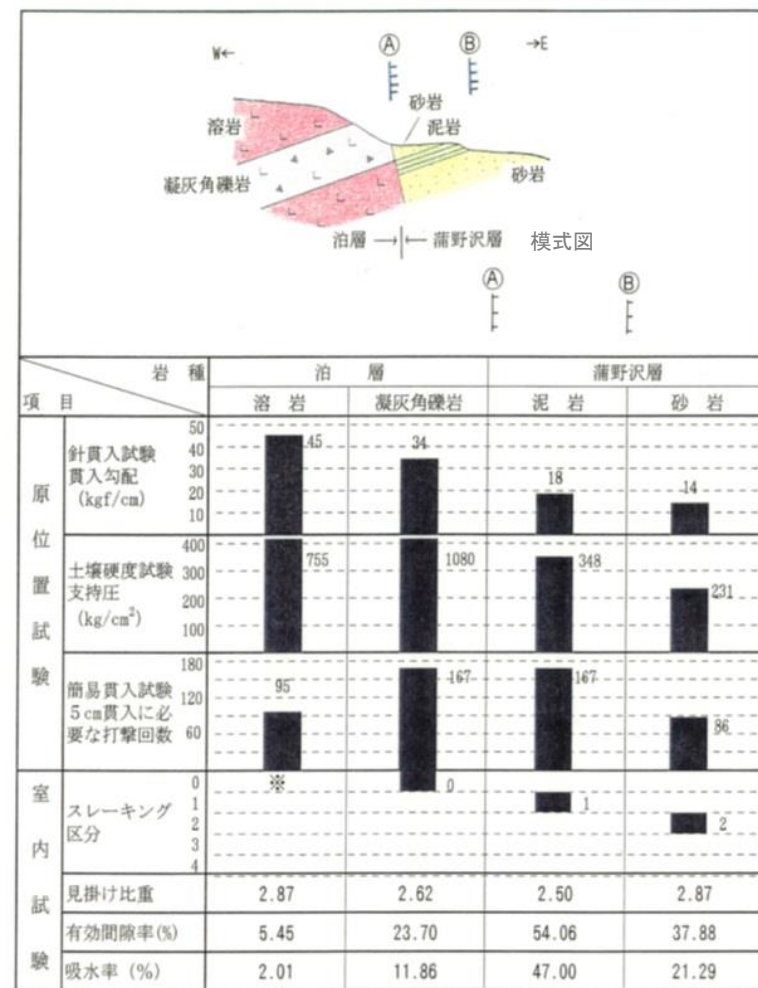 W← Ⓐ Ⓑ →E
砂岩
溶岩 泥岩
凝灰角礫岩 砂岩
泊層 →|← 蒲野沢層 模式図
Ⓐ Ⓑ
岩種 泊層 蒲野沢層
項目 溶岩 凝灰角礫岩 泥岩 砂岩
原位置試験
針貫入試験
貫入勾配
(kgf/cm)
50
40
30
20
10
45 34 18 14
土壌硬度試験
支持圧
(kg/cm²)
400
300
200
100
755 1080 348 231
簡易貫入試験
5cm貫入に必
要な打撃回数
180
120
60
95 167 167 86
室内試験
スレーキング
区分
0
1
2
3
4
※ 0 1 2
見掛け比重 2.87 2.62 2.50 2.87
有効間隙率(%) 5.45 23.70 54.06 37.88
吸水率 (%) 2.01 11.86 47.00 21.29